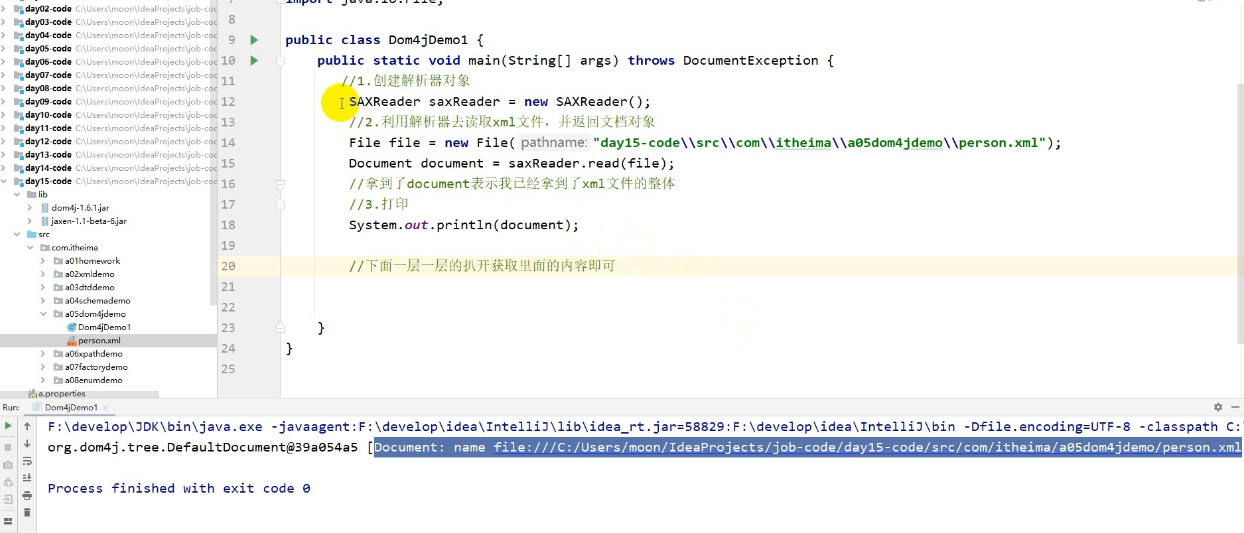 day02-code C:\Users\moon\IdeaProjects\job-coc
day03-code C:\Users\moon\IdeaProjects\job-coc
day04-code C:\Users\moon\IdeaProjects\job-coc
day05-code C:\Users\moon\IdeaProjects\job-coc
day06-code C:\Users\moon\IdeaProjects\job-coc
day07-code C:\Users\moon\IdeaProjects\job-coc
day08-code C:\Users\moon\IdeaProjects\job-coc
day09-code C:\Users\moon\IdeaProjects\job-coc
day10-code C:\Users\moon\IdeaProjects\job-coc
day11-code C:\Users\moon\IdeaProjects\job-coc
day12-code C:\Users\moon\IdeaProjects\job-coc
day13-code C:\Users\moon\IdeaProjects\job-coc
day14-code C:\Users\moon\IdeaProjects\job-coc
day15-code C:\Users\moon\IdeaProjects\job-coc
lib
dom4j-1.6.1.jar
jaxen-1.1-beta-6.jar
src
com.itheima
a01homework
a02xmldemo
a03dtddemo
a04schemademo
a05dom4jdemo
Dom4jDemo1
person.xml
a06xpathdemo
a07factorydemo
a08enumdemo
a.properties
7 import java.io.File;
8
9 public class Dom4jDemo1 {
10 public static void main(String[] args) throws DocumentException {
11 //1.创建解析器对象
12 SAXReader saxReader = new SAXReader();
13 //2.利用解析器去读取xml文件，并返回文档对象
14 File file = new File( pathname: "day15-code\\src\\com\\itheima\\a05dom4jdemo\\person.xml");
15 Document document = saxReader.read(file);
16 //拿到了document表示我已经拿到了xml文件的整体
17 //3.打印
18 System.out.println(document);
19
20 //下面一层一层的扒开获取里面的内容即可
21
22
23 }
24 }
25
Run: Dom4jDemo1 ×
F:\develop\JDK\bin\java.exe -javaagent:F:\develop\idea\IntelliJ\lib\idea_rt.jar=58829:F:\develop\idea\IntelliJ\bin -Dfile.encoding=UTF-8 -classpath C:
org.dom4j.tree.DefaultDocument@39a054a5 [Document: name file:///C:/Users/moon/IdeaProjects/job-code/day15-code/src/com/itheima/a05dom4jdemo/person.xml
Process finished with exit code 0